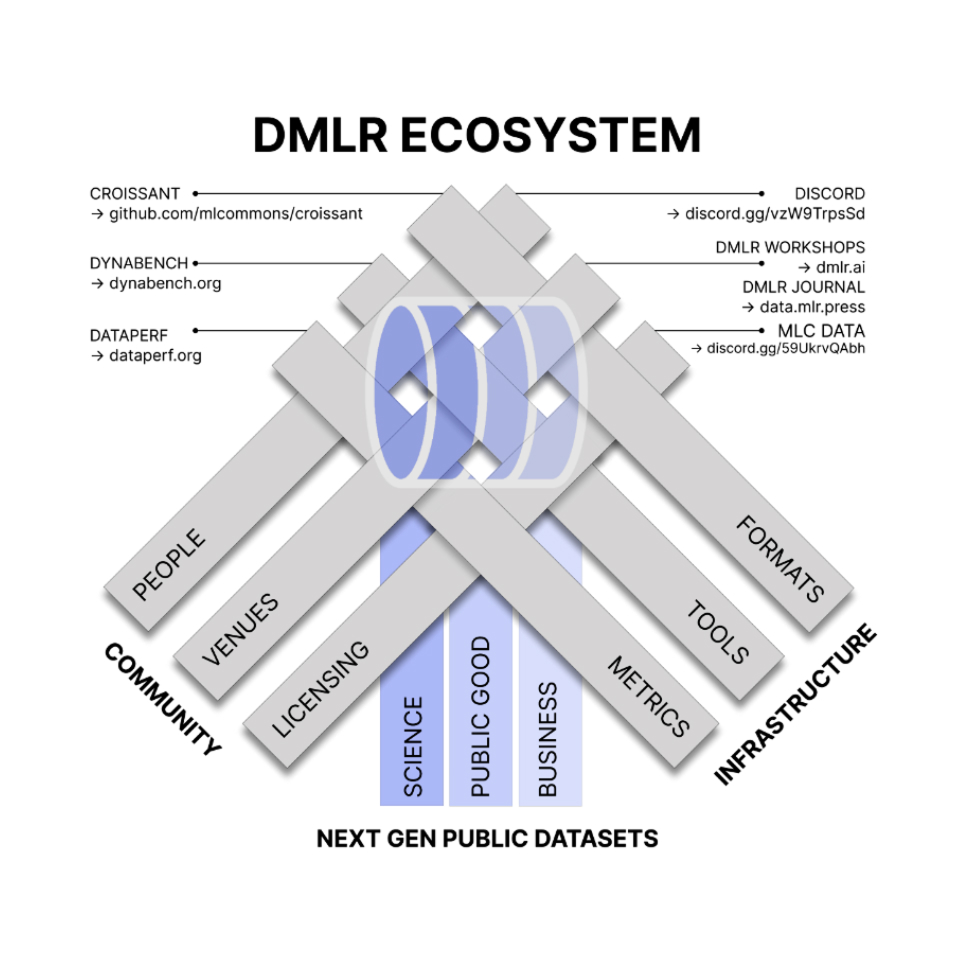 DMLR ECOSYSTEM
CROISSANT
→ github.com/mlcommons/croissant
DYNABENCH
→ dynabench.org
DATAPERF
→ dataperf.org
DISCORD
→ discord.gg/vzW9TrpsSd
DMLR WORKSHOPS
→ dmlr.ai
DMLR JOURNAL
→ data.mlr.press
MLC DATA
→ discord.gg/59UkrvQAbh
PEOPLE
VENUES
LICENSING
COMMUNITY
SCIENCE
PUBLIC GOOD
BUSINESS
METRICS
TOOLS
FORMATS
INFRASTRUCTURE
NEXT GEN PUBLIC DATASETS